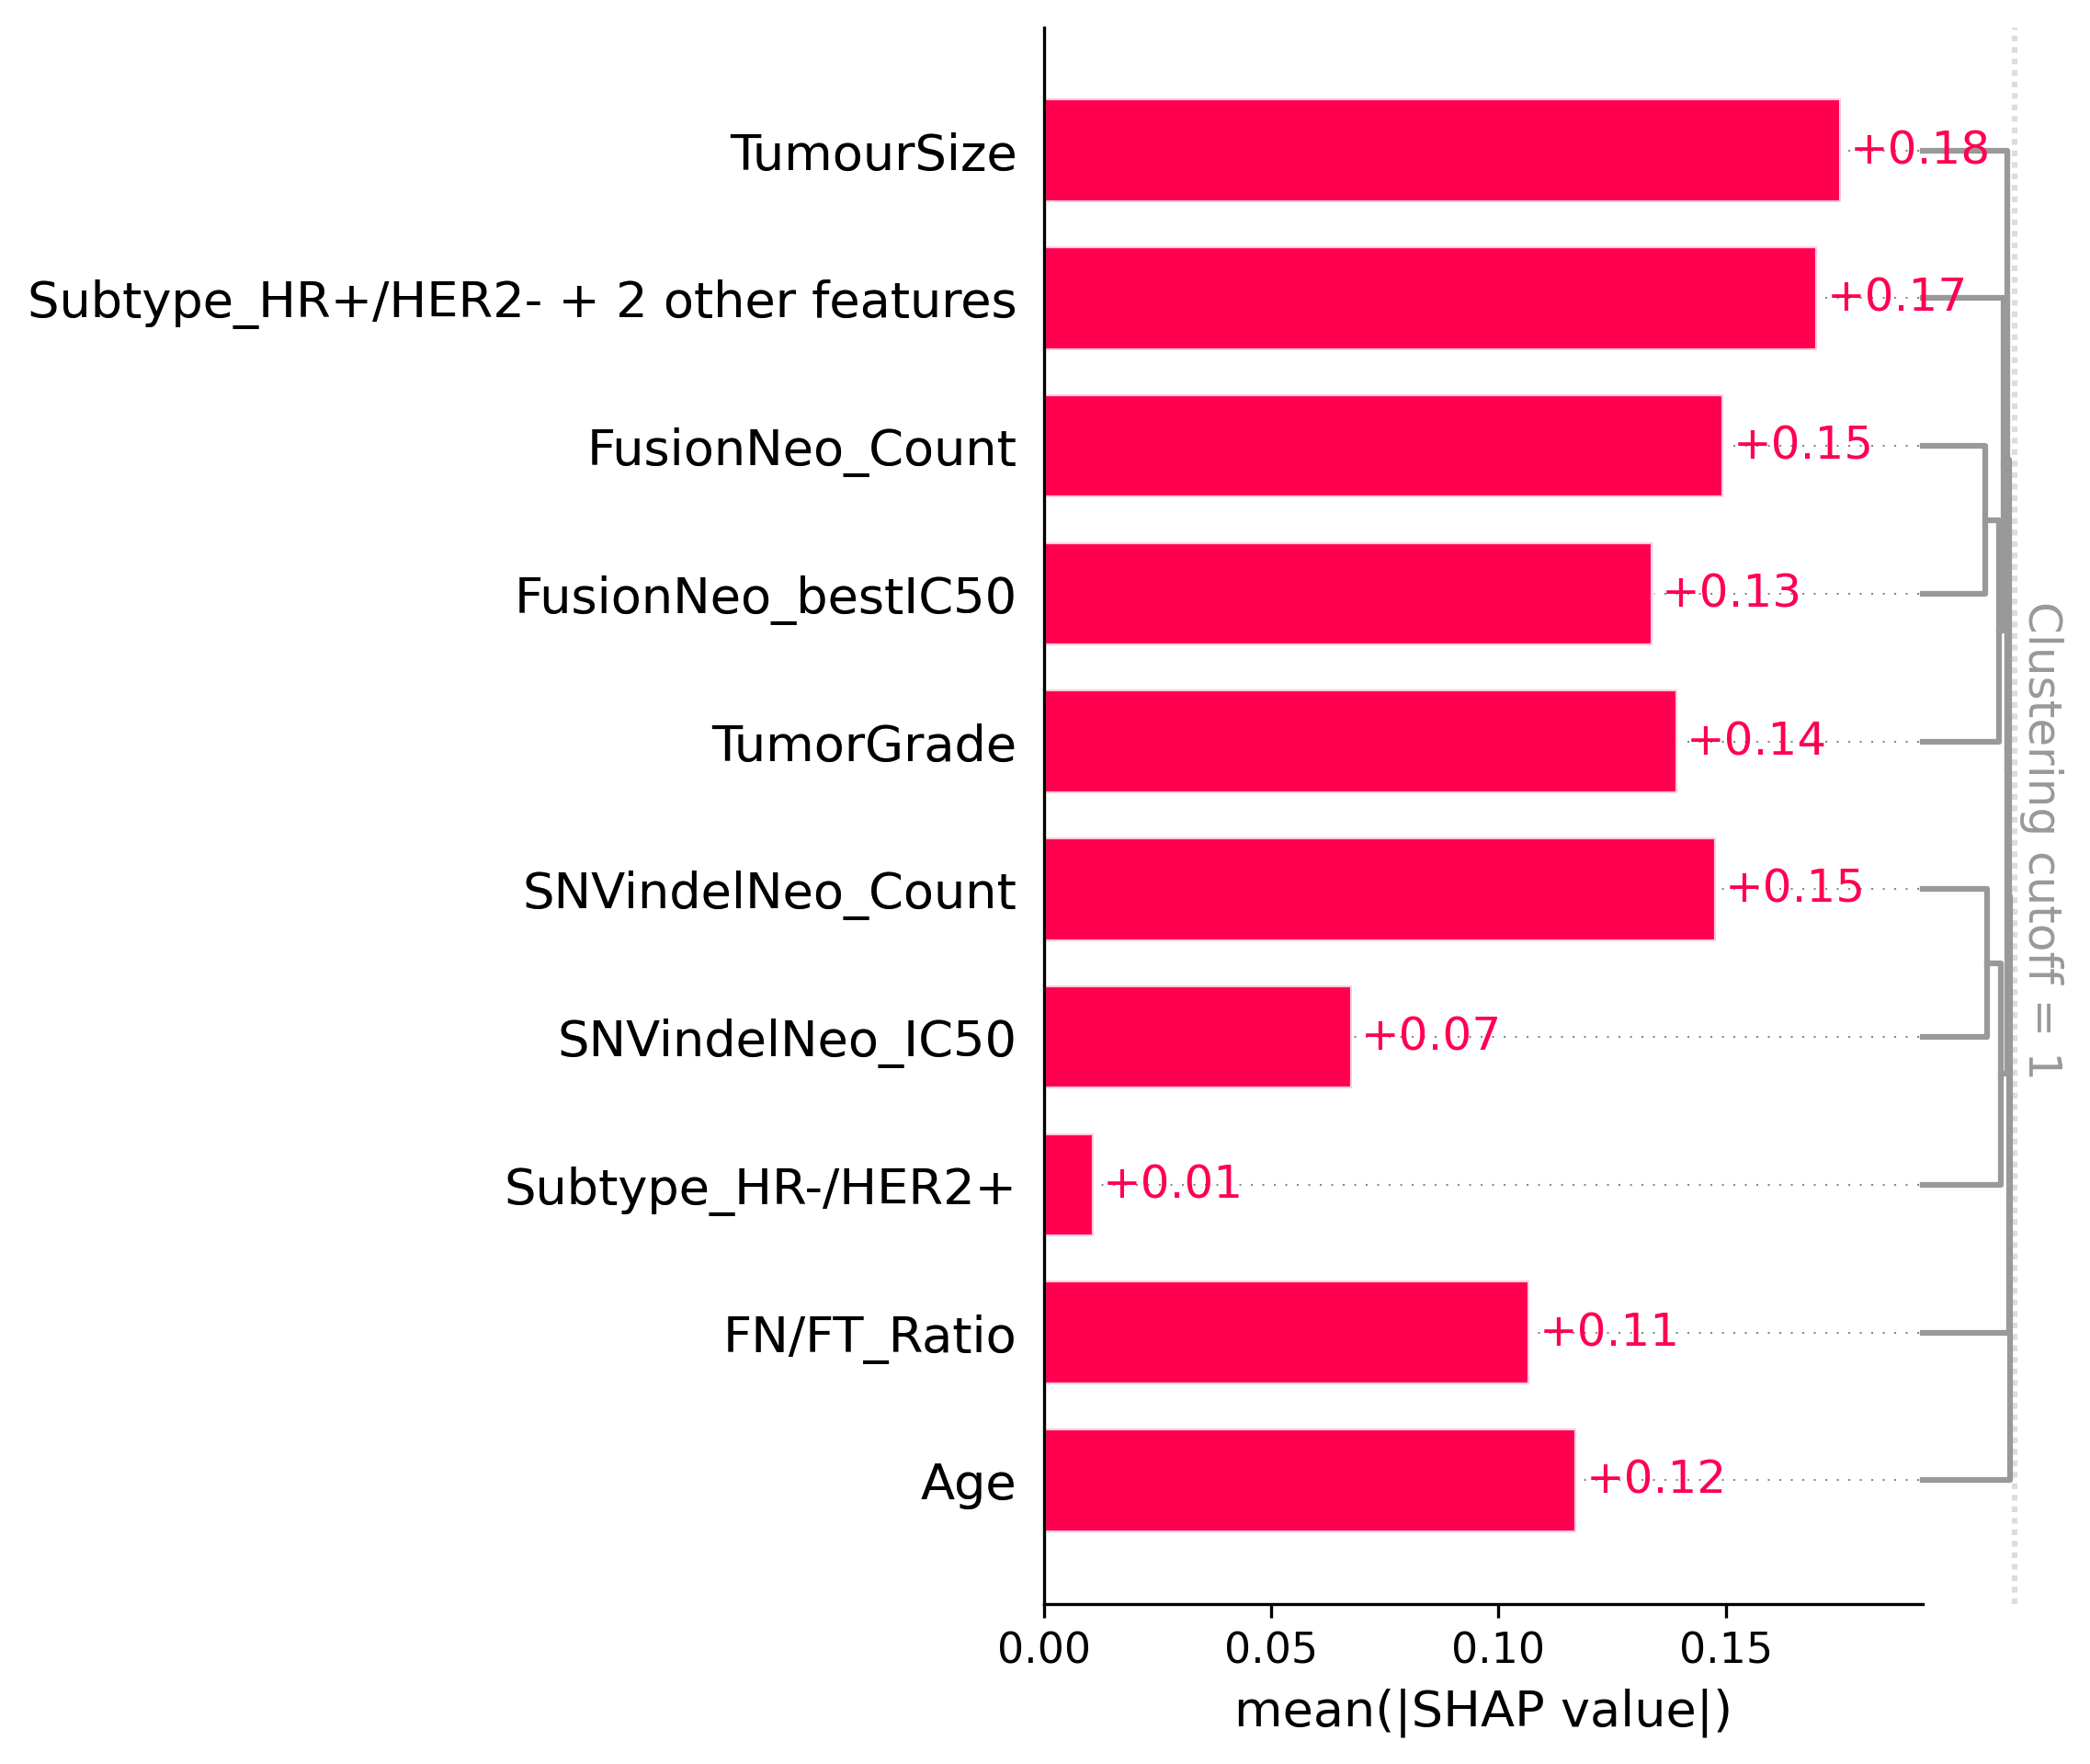 TumourSize
+0.18
Subtype_HR+/HER2- + 2 other features
+0.17
FusionNeo_Count
+0.15
FusionNeo_bestIC50
+0.13
TumorGrade
+0.14
SNVindelNeo_Count
+0.15
SNVindelNeo_IC50
+0.07
Subtype_HR-/HER2+
+0.01
FN/FT_Ratio
+0.11
Age
+0.12
Clustering cutoff = 1
0.00 0.05 0.10 0.15
mean(|SHAP value|)